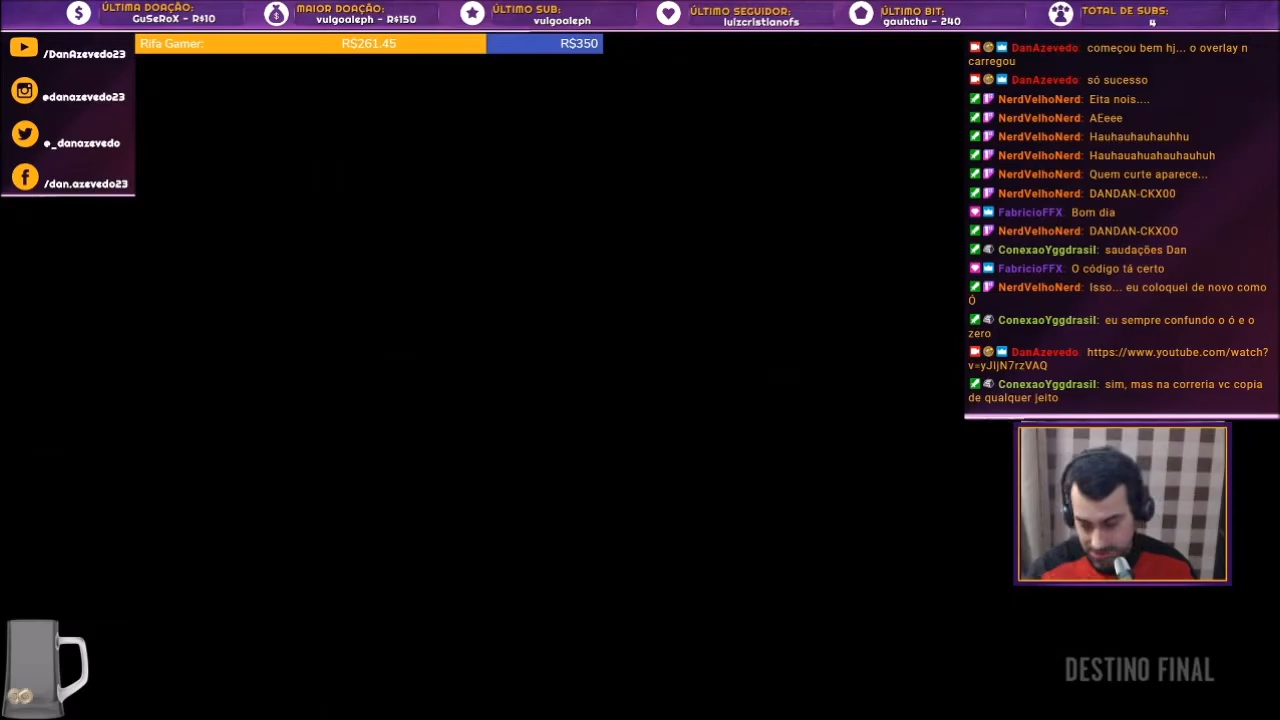 ÚLTIMA DOAÇÃO:
GuSeRoX - R$10
MAIOR DOAÇÃO:
vulgoaleph - R$150
ÚLTIMO SUB:
vulgoaleph
ÚLTIMO SEGUIDOR:
luizcristianofs
ÚLTIMO BIT:
gauhchu - 240
TOTAL DE SUBS:
4
/DanAzevedo23
@danazevedo23
@_danazevedo
/dan.azevedo23
Rifa Gamer: R$261.45 R$350
DanAzevedo: começou bem hj... o overlay n
carregou
DanAzevedo: só sucesso
NerdVelhoNerd: Eita nois....
NerdVelhoNerd: AEeee
NerdVelhoNerd: Hauhauhauhauhhu
NerdVelhoNerd: Hauhauahuahauhauhuh
NerdVelhoNerd: Quem curte aparece...
NerdVelhoNerd: DANDAN-CKX00
FabricioFFX: Bom dia
NerdVelhoNerd: DANDAN-CKXOO
ConexaoYggdrasil: saudações Dan
FabricioFFX: O código tá certo
NerdVelhoNerd: Isso... eu coloquei de novo como
Ó
ConexaoYggdrasil: eu sempre confundo o ó e o
zero
DanAzevedo: https://www.youtube.com/watch?
v=yJIjN7rzVAQ
ConexaoYggdrasil: sim, mas na correria vc copia
de qualquer jeito
DESTINO FINAL